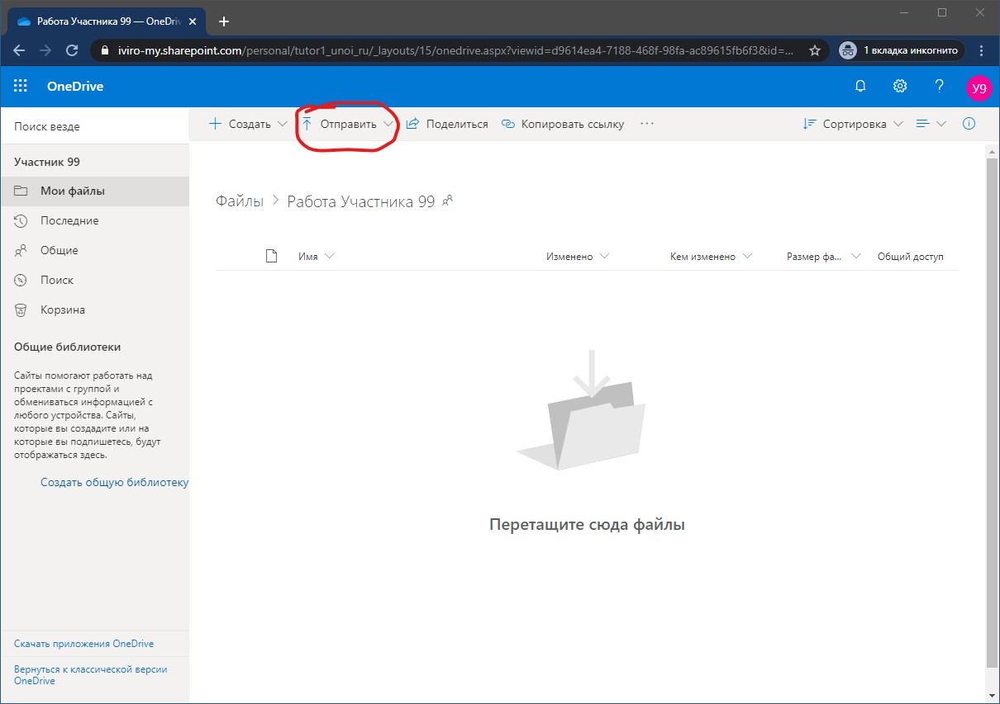 Работа Участника 99 — OneDriv
iviro-my.sharepoint.com/personal/tutor1_unoi_ru/_layouts/15/onedrive.aspx?viewid=d9614ea4-7188-468f-98fa-ac89615fb6f3&id=...
1 вкладка инкогнито
OneDrive
?
У9
Поиск везде
Создать
Отправить
Поделиться
Копировать ссылку
...
Сортировка
Участник 99
Мои файлы
Последние
Общие
Поиск
Корзина
Общие библиотеки
Сайты помогают работать над
проектами с группой и
обмениваться информацией с
любого устройства. Сайты,
которые вы создадите или на
которые вы подпишетесь, будут
отображаться здесь.
Создать общую библиотеку
Скачать приложения OneDrive
Вернуться к классической версии
OneDrive
Файлы > Работа Участника 99
Имя
Изменено
Кем изменено
Размер фа...
Общий доступ
Перетащите сюда файлы